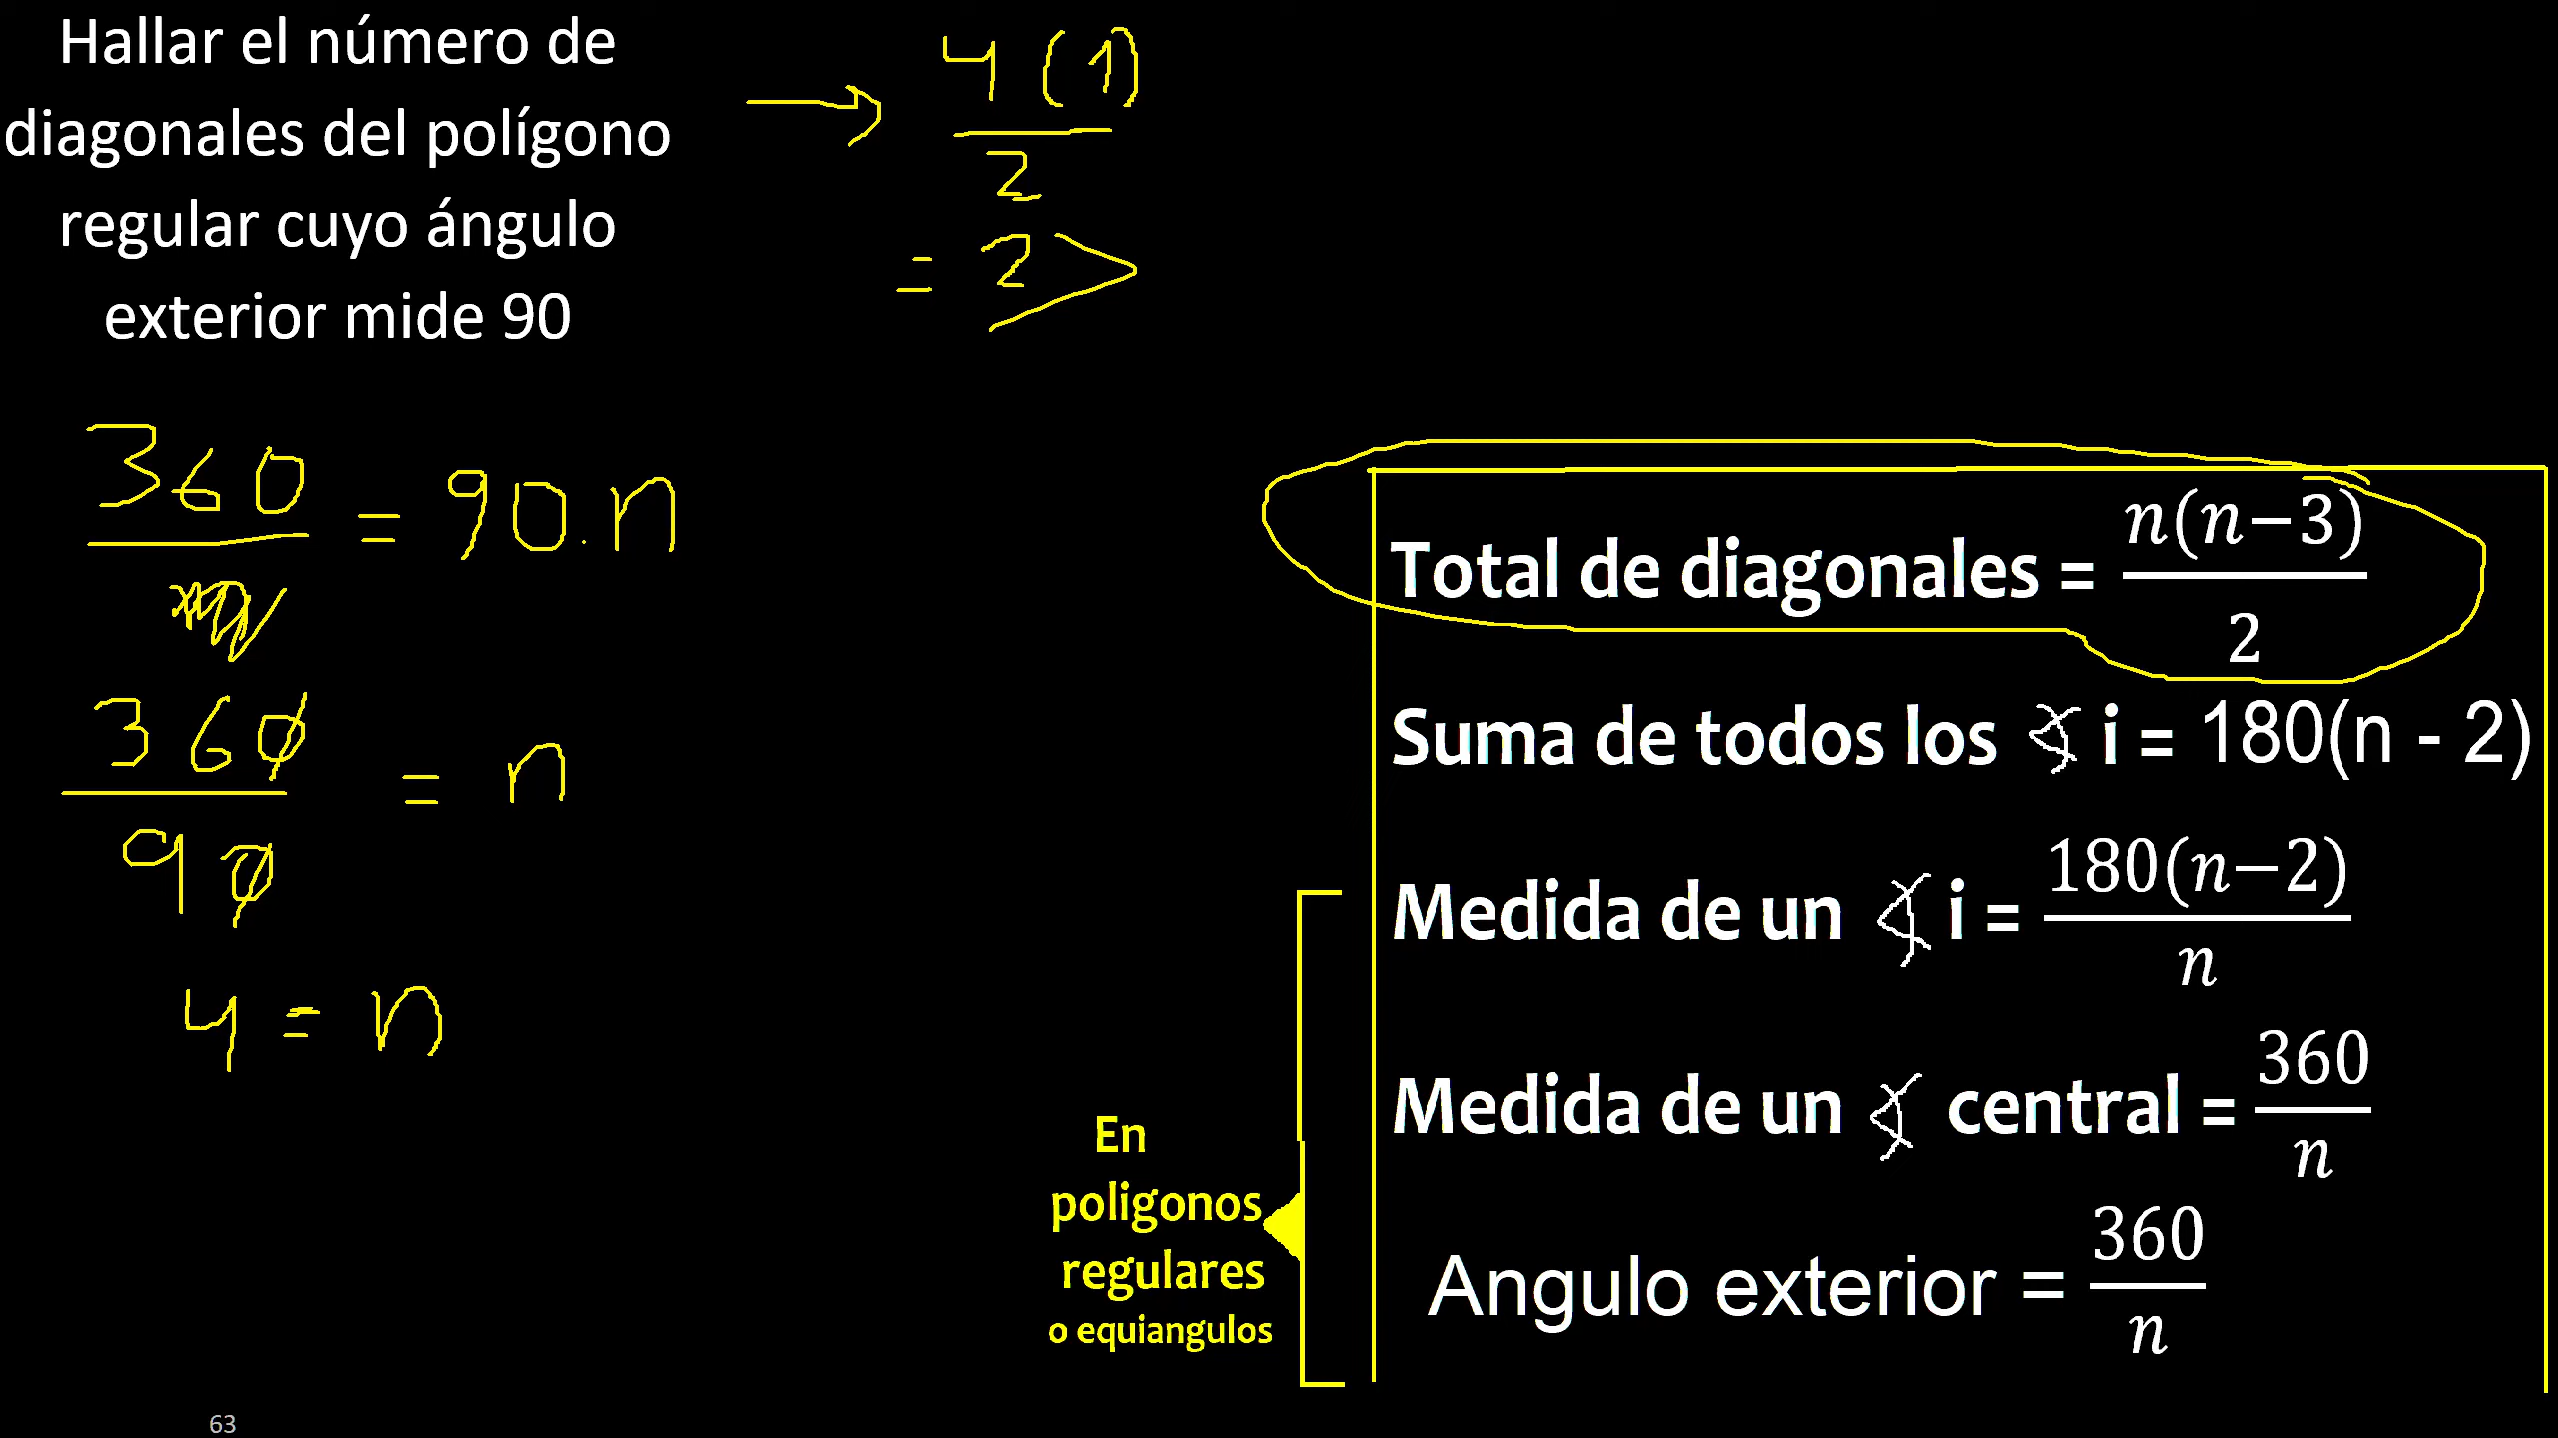 Hallar el número de
diagonales del polígono
regular cuyo ángulo
exterior mide 90
4 (1)
2
= 2
360 = 90.n
360
= n
90
4 = n
Total de diagonales = n(n−3)
2
Suma de todos los ∢ i = 180(n - 2)
Medida de un ∢ i = 180(n−2)
n
Medida de un ∢ central = 360
n
Angulo exterior = 360
n
En
poligonos
regulares
o equiangulos
63